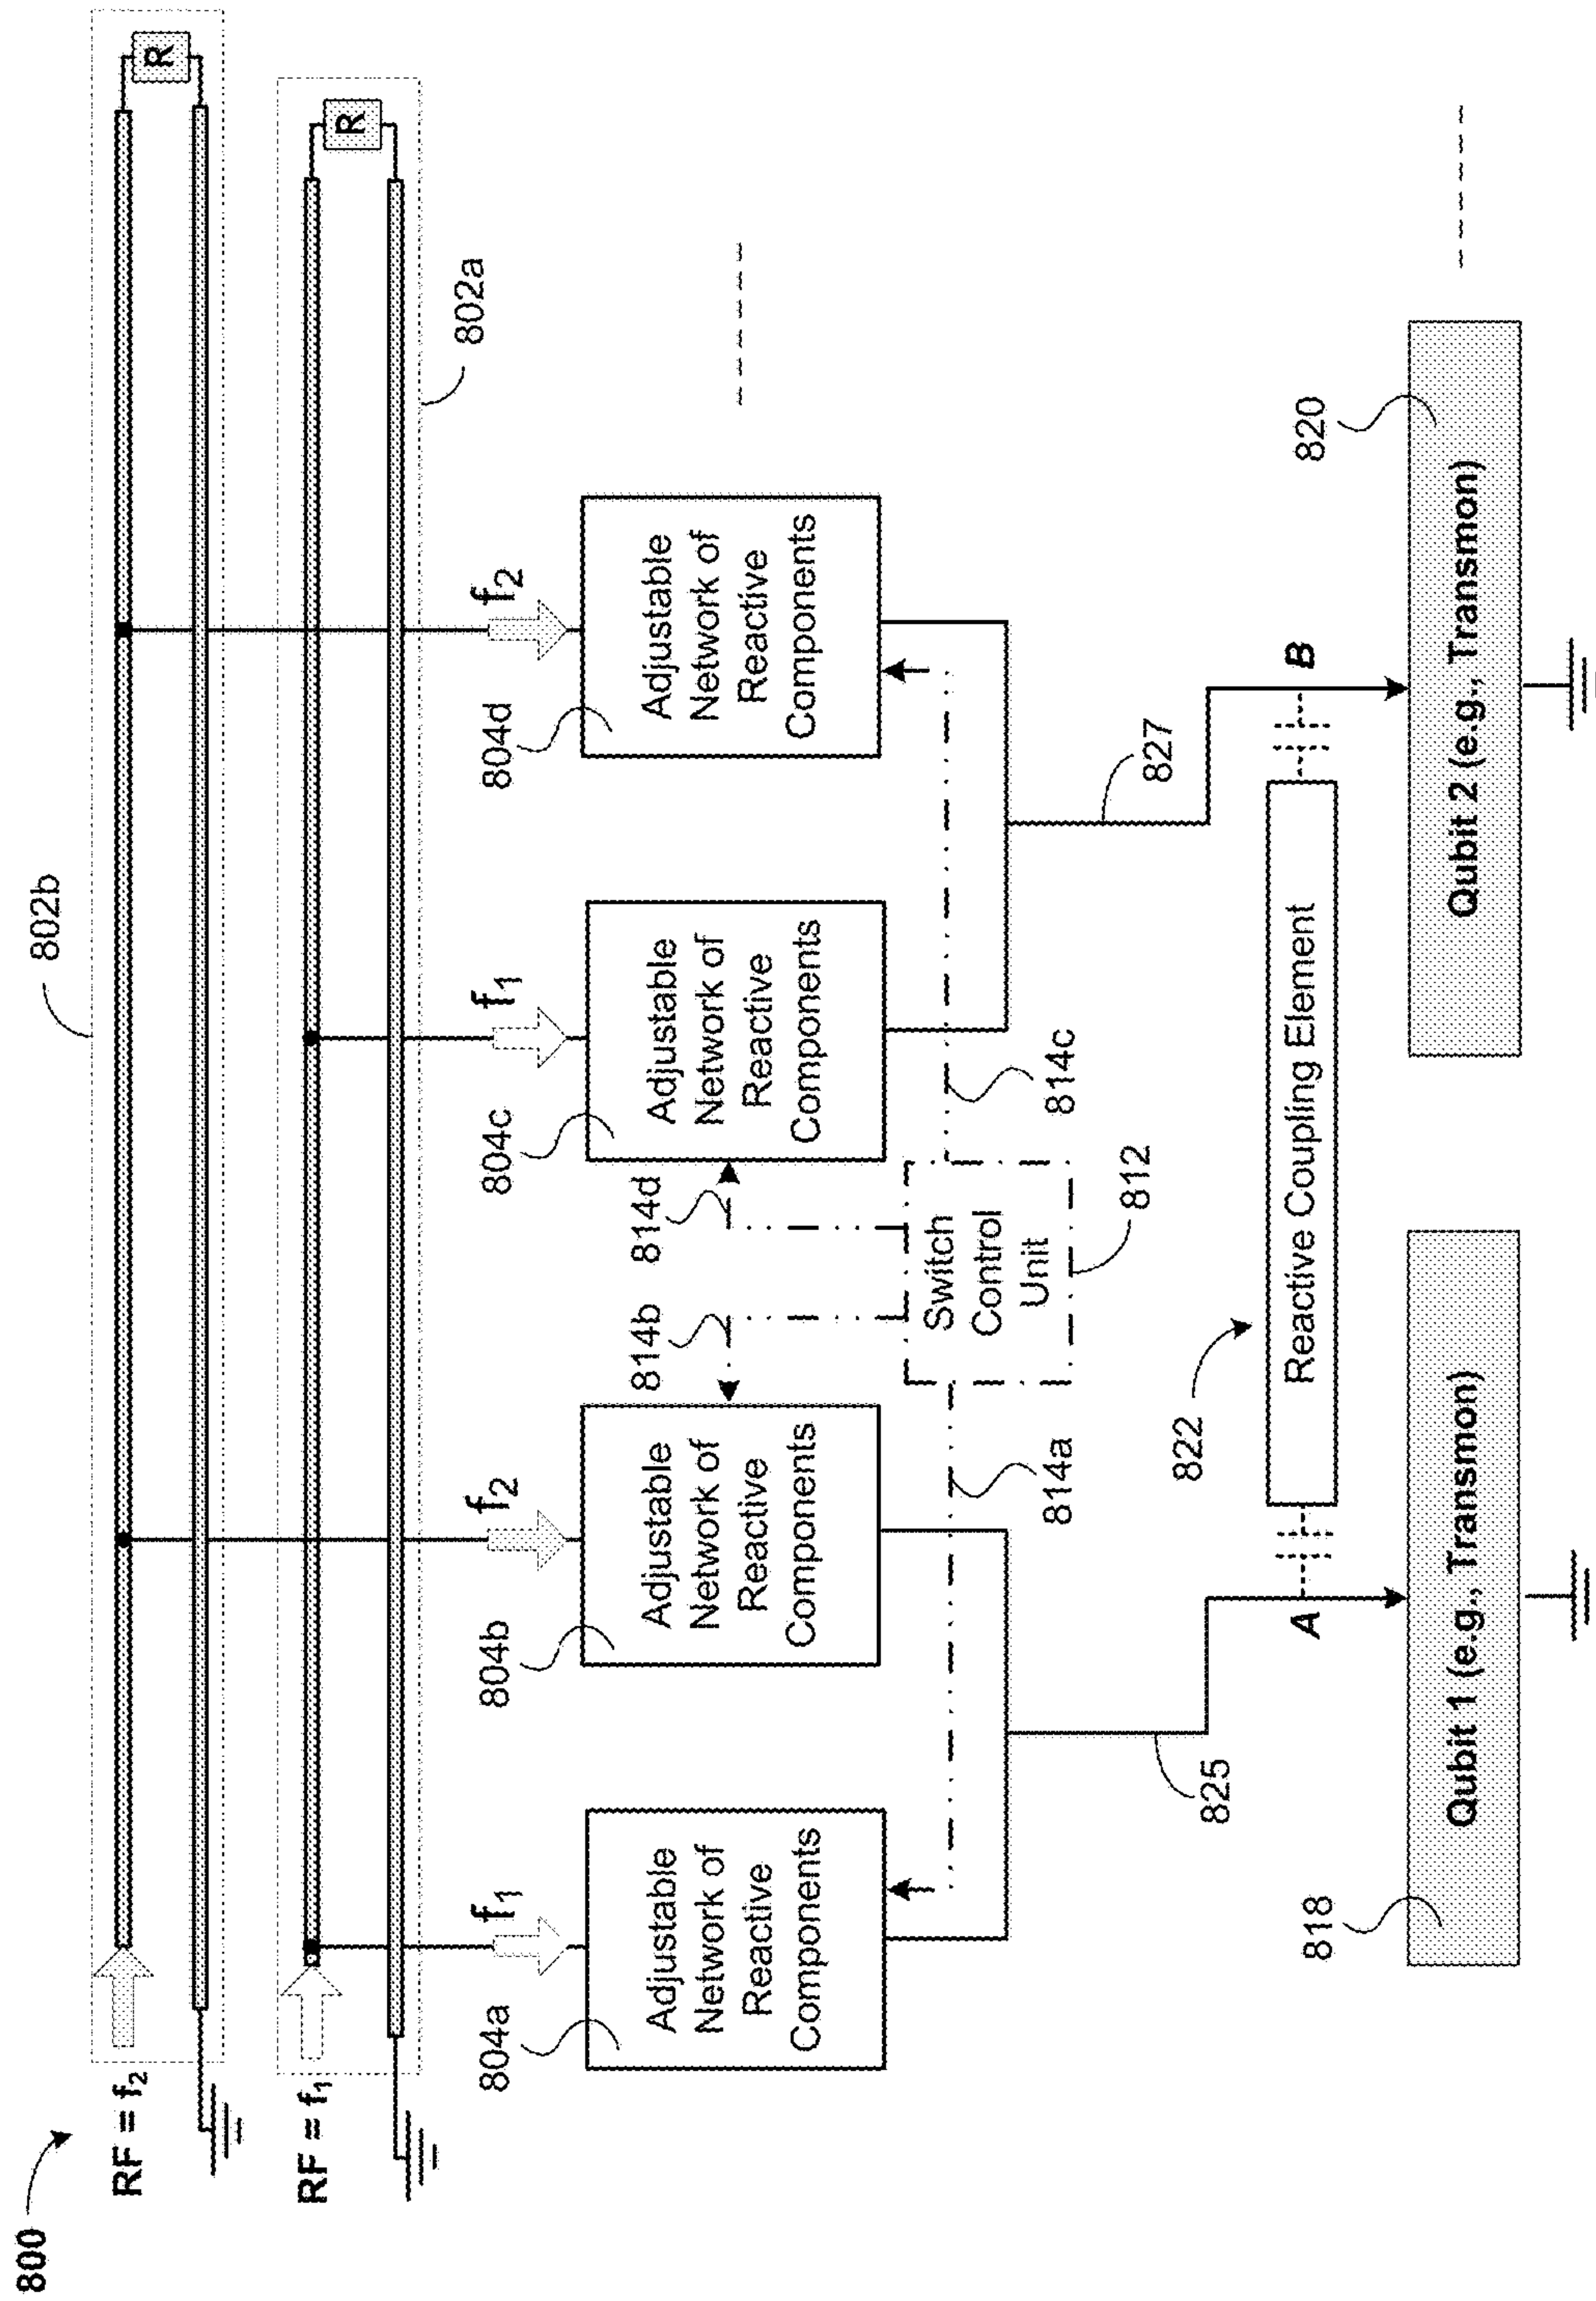 800
802b
RF = f2
R
RF = f1
R
802a
f1
f2
f1
f2
804a
Adjustable
Network of
Reactive
Components
804b
Adjustable
Network of
Reactive
Components
804c
Adjustable
Network of
Reactive
Components
804d
Adjustable
Network of
Reactive
Components
814b
814d
Switch
Control
Unit
812
814a
814c
825
827
822
A
Reactive Coupling Element
B
818
Qubit 1 (e.g., Transmon)
820
Qubit 2 (e.g., Transmon)